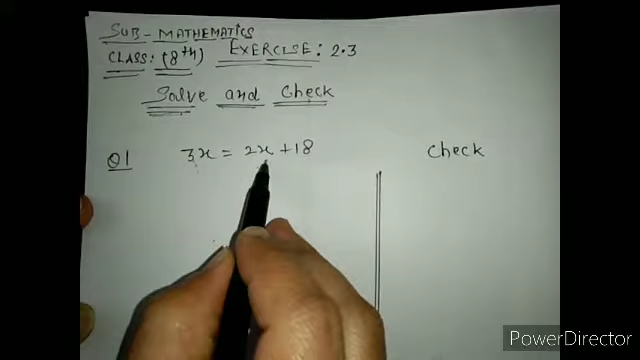 SUB - MATHEMATICS
CLASS: (8th) EXERCISE: 2.3
Solve and Check
Q1 3x = 2x + 18 Check
PowerDirector